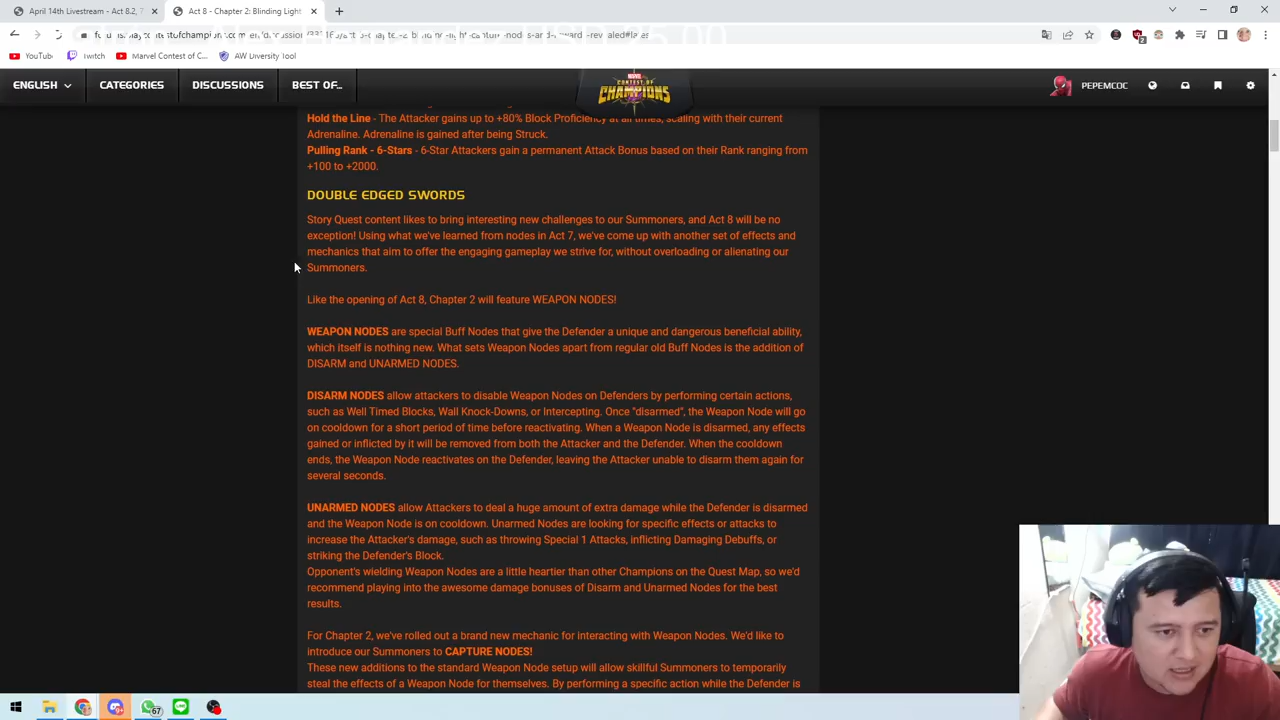 April 14th Livestream - Act 8.2, 7
Act 8 - Chapter 2: Blinding Light
YouTube
Twitch
Marvel Contest of C...
AW Diversity Tool
ENGLISH
CATEGORIES
DISCUSSIONS
BEST OF...
MARVEL
CONTEST OF
CHAMPIONS
PEPEMCOC
Hold the Line - The Attacker gains up to +80% Block Proficiency at all times, scaling with their current
Adrenaline. Adrenaline is gained after being Struck.
Pulling Rank - 6-Stars - 6-Star Attackers gain a permanent Attack Bonus based on their Rank ranging from
+100 to +2000.
DOUBLE EDGED SWORDS
Story Quest content likes to bring interesting new challenges to our Summoners, and Act 8 will be no
exception! Using what we've learned from nodes in Act 7, we've come up with another set of effects and
mechanics that aim to offer the engaging gameplay we strive for, without overloading or alienating our
Summoners.
Like the opening of Act 8, Chapter 2 will feature WEAPON NODES!
WEAPON NODES are special Buff Nodes that give the Defender a unique and dangerous beneficial ability,
which itself is nothing new. What sets Weapon Nodes apart from regular old Buff Nodes is the addition of
DISARM and UNARMED NODES.
DISARM NODES allow attackers to disable Weapon Nodes on Defenders by performing certain actions,
such as Well Timed Blocks, Wall Knock-Downs, or Intercepting. Once "disarmed", the Weapon Node will go
on cooldown for a short period of time before reactivating. When a Weapon Node is disarmed, any effects
gained or inflicted by it will be removed from both the Attacker and the Defender. When the cooldown
ends, the Weapon Node reactivates on the Defender, leaving the Attacker unable to disarm them again for
several seconds.
UNARMED NODES allow Attackers to deal a huge amount of extra damage while the Defender is disarmed
and the Weapon Node is on cooldown. Unarmed Nodes are looking for specific effects or attacks to
increase the Attacker's damage, such as throwing Special 1 Attacks, inflicting Damaging Debuffs, or
striking the Defender's Block.
Opponent's wielding Weapon Nodes are a little heartier than other Champions on the Quest Map, so we'd
recommend playing into the awesome damage bonuses of Disarm and Unarmed Nodes for the best
results.
For Chapter 2, we've rolled out a brand new mechanic for interacting with Weapon Nodes. We'd like to
introduce our Summoners to CAPTURE NODES!
These new additions to the standard Weapon Node setup will allow skillful Summoners to temporarily
steal the effects of a Weapon Node for themselves. By performing a specific action while the Defender is
67